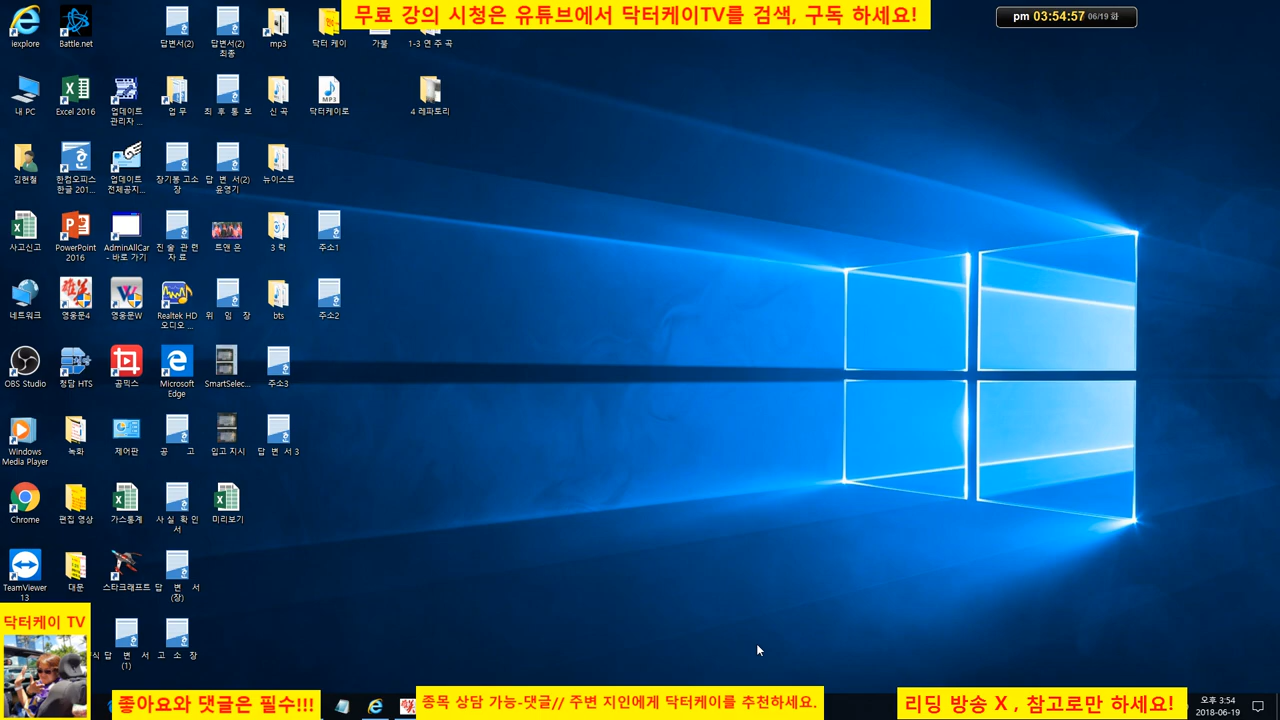 무료 강의 시청은 유튜브에서 닥터케이TV를 검색, 구독 하세요!
pm 03:54:57 06/19 화
iexplore
Battle.net
답변서(2)
답변서(2)
최종
mp3
닥터 케이
가불
1-3 연 주 곡
내 PC
Excel 2016
업데이트
관리자 ...
업 무
최 후 통 보
신 곡
닥터케이로
4 레파토리
김현철
한컴오피스
한글 201...
업데이트
전체공지...
장기봉 고소
장
답 변 서(2)
윤영기
뉴이스트
사고신고
PowerPoint
2016
AdminAllCar
- 바로 가기
진 술 관 련
자 료
트앤 은
3 락
주소1
네트워크
영웅문4
영웅문W
Realtek HD
오디오 ...
위 임 장
bts
주소2
OBS Studio
청담 HTS
곰믹스
Microsoft
Edge
SmartSelec...
주소3
Windows
Media Player
녹화
제어판
공 고
입고 지시
답 변 서 3
Chrome
편집 영상
가스통계
사 실 확 인
서
미리보기
TeamViewer
13
대문
스타크래프트
답 변 서
(장)
닥터케이 TV
식 답 변 서
(1)
고 소 장
좋아요와 댓글은 필수!!!
종목 상담 가능-댓글// 주변 지인에게 닥터케이를 추천하세요.
리딩 방송 X , 참고로만 하세요!
오후 3:54
2018-06-19